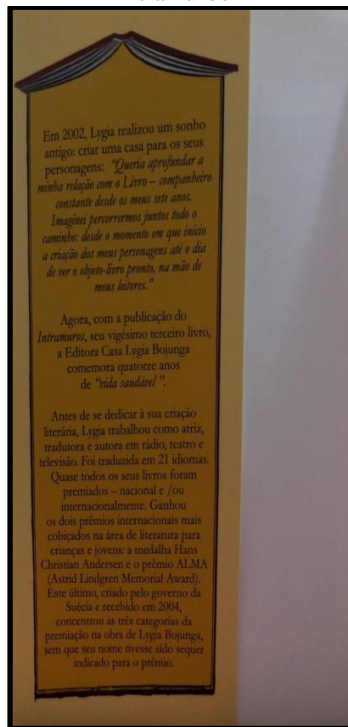 Em 2002, Lygia realizou um sonho
antigo: criar uma casa para os seus
personagens: "Queria aprofundar a
minha relação com o Livro – companheiro
constante desde os meus sete anos.
Imaginei percorrermos juntos todo o
caminho: desde o momento em que inicio
a criação dos meus personagens até o dia
de ver o objeto-livro pronto, na mão de
meus leitores."
Agora, com a publicação do
Intramuros, seu vigésimo terceiro livro,
a Editora Casa Lygia Bojunga
comemora quatorze anos
de "vida saudável".
Antes de se dedicar à sua criação
literária, Lygia trabalhou como atriz,
tradutora e autora em rádio, teatro e
televisão. Foi traduzida em 21 idiomas.
Quase todos os seus livros foram
premiados – nacional e /ou
internacionalmente. Ganhou
os dois prêmios internacionais mais
cobiçados na área de literatura para
crianças e jovens: a medalha Hans
Christian Andersen e o prêmio ALMA
(Astrid Lindgren Memorial Award).
Este último, criado pelo governo da
Suécia e recebido em 2004,
concentrou as três categorias da
premiação na obra de Lygia Bojunga,
sem que seu nome tivesse sido sequer
indicado para o prêmio.